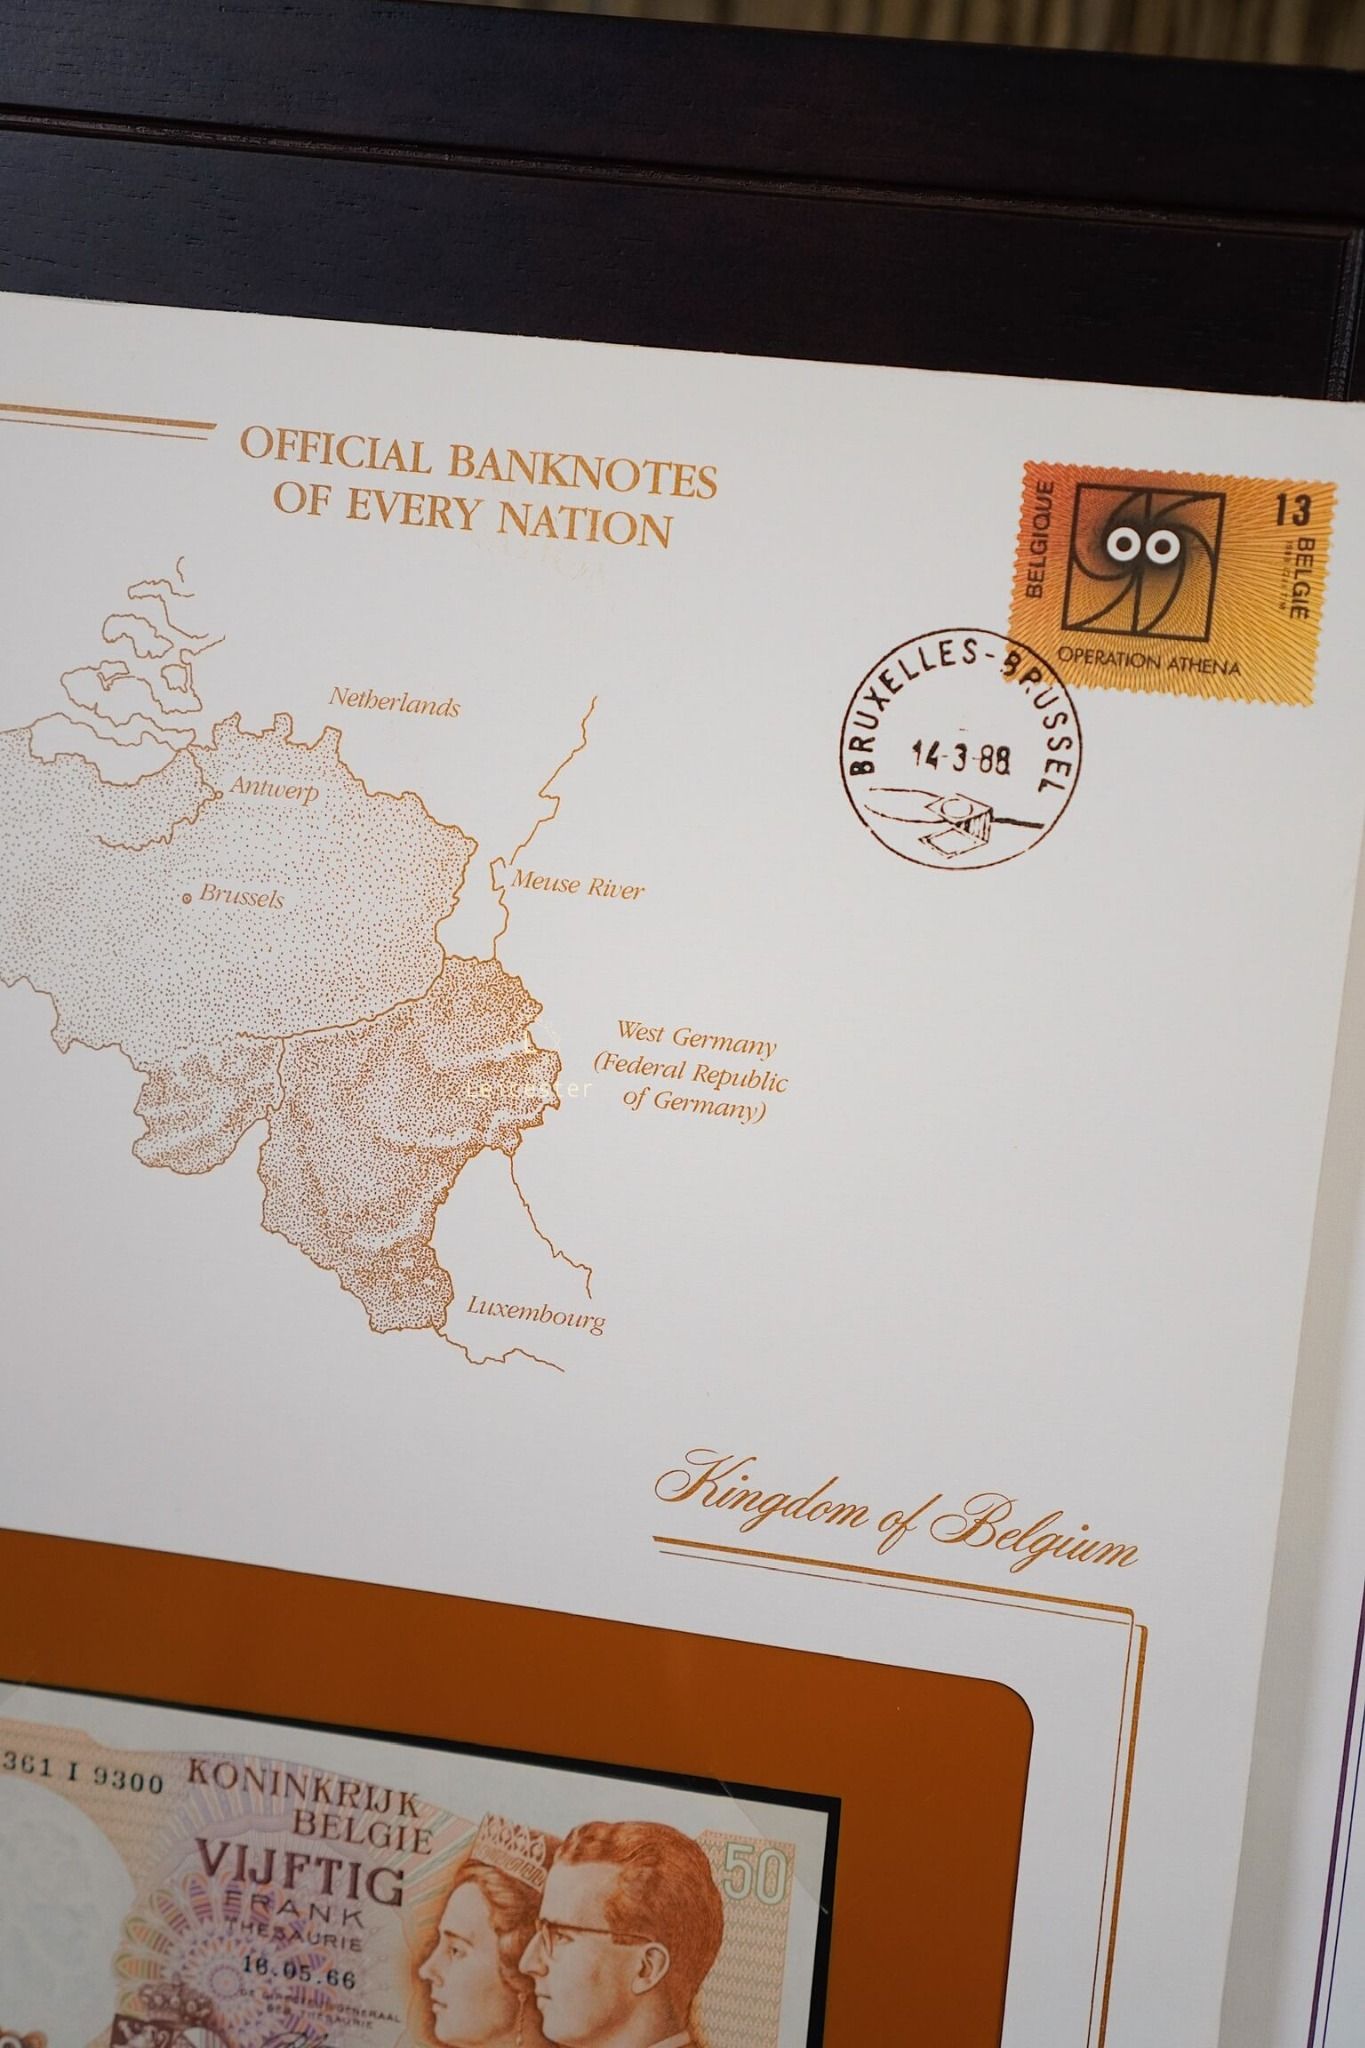 OFFICIAL BANKNOTES
OF EVERY NATION
BELGIQUE
13
BELGIE
OPERATION ATHENA
BRUXELLES-BRUSSEL
14-3-88
Netherlands
Antwerp
Brussels
Meuse River
West Germany
(Federal Republic
of Germany)
Leicester
Luxembourg
Kingdom of Belgium
361 I 9300
KONINKRIJK
BELGIE
VIJFTIG
FRANK
THESAURIE
16.05.66
50